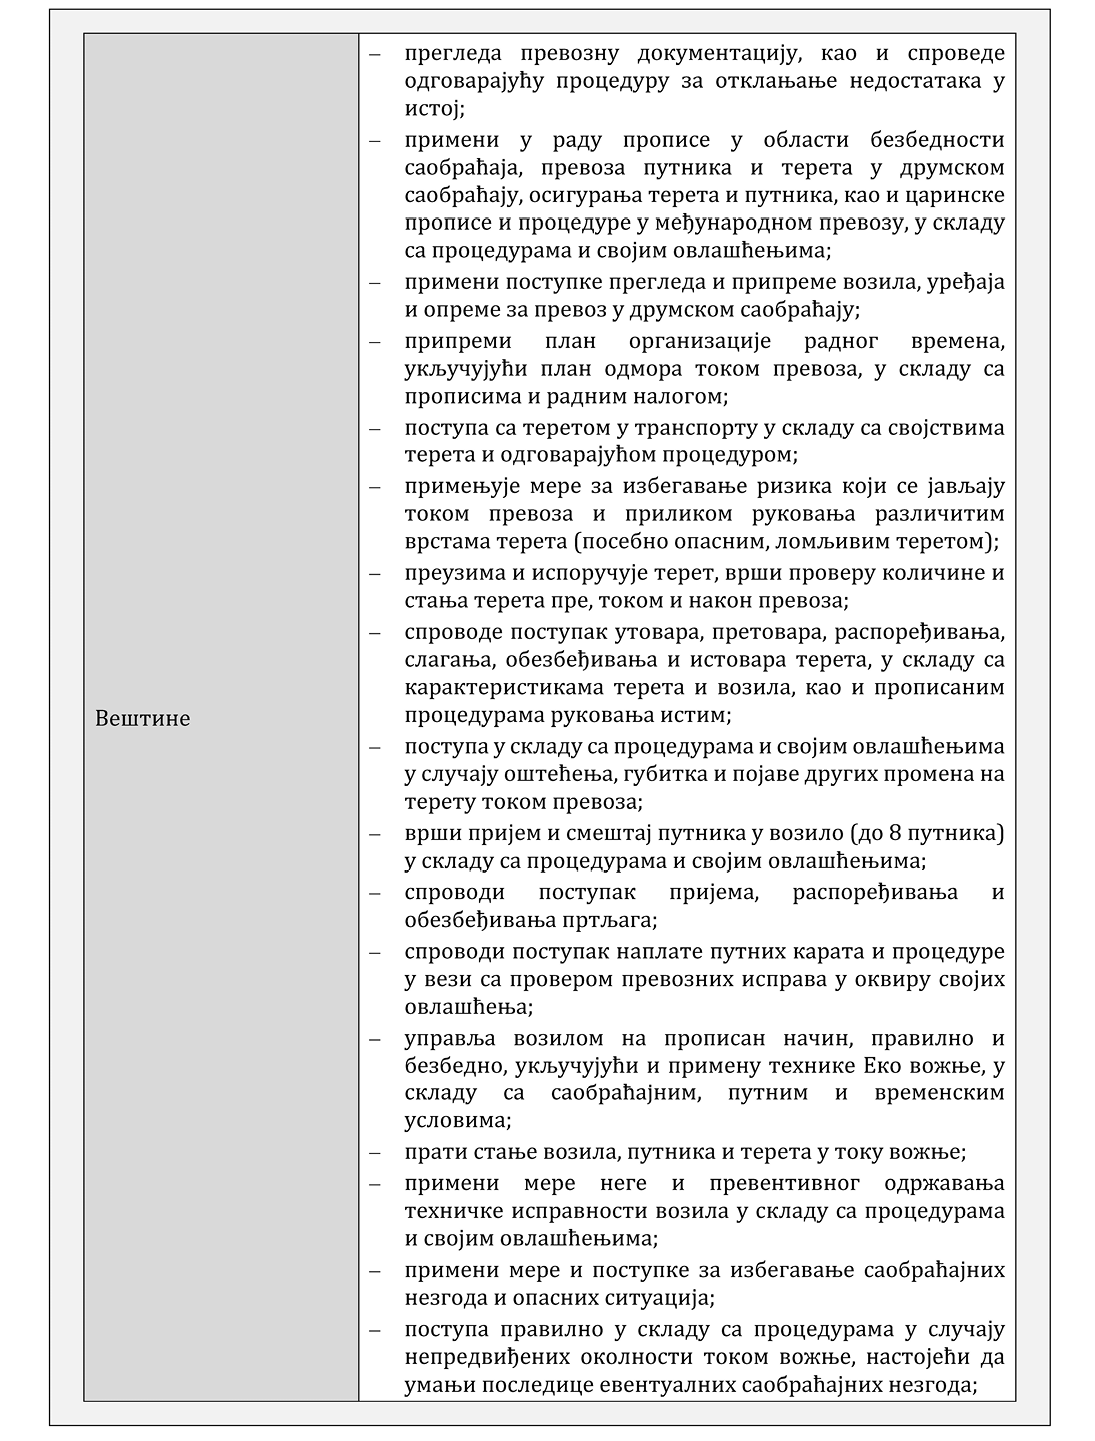 Вештине
– прегледа превозну документацију, као и спроведе
одговарајућу процедуру за отклањање недостатака у
истој;
– примени у раду прописе у области безбедности
саобраћаја, превоза путника и терета у друмском
саобраћају, осигурања терета и путника, као и царинске
прописе и процедуре у међународном превозу, у складу
са процедурама и својим овлашћењима;
– примени поступке прегледа и припреме возила, уређаја
и опреме за превоз у друмском саобраћају;
– припреми план организације радног времена,
укључујући план одмора током превоза, у складу са
прописима и радним налогом;
– поступа са теретом у транспорту у складу са својствима
терета и одговарајућом процедуром;
– примењује мере за избегавање ризика који се јављају
током превоза и приликом руковања различитим
врстама терета (посебно опасним, ломљивим теретом);
– преузима и испоручује терет, врши проверу количине и
стања терета пре, током и након превоза;
– спроводе поступак утовара, претовара, распоређивања,
слагања, обезбеђивања и истовара терета, у складу са
карактеристикама терета и возила, као и прописаним
процедурама руковања истим;
– поступа у складу са процедурама и својим овлашћењима
у случају оштећења, губитка и појаве других промена на
терету током превоза;
– врши пријем и смештај путника у возило (до 8 путника)
у складу са процедурама и својим овлашћењима;
– спроводи поступак пријема, распоређивања и
обезбеђивања пртљага;
– спроводи поступак наплате путних карата и процедуре
у вези са провером превозних исправа у оквиру својих
овлашћења;
– управља возилом на прописан начин, правилно и
безбедно, укључујући и примену технике Еко вожње, у
складу са саобраћајним, путним и временским
условима;
– прати стање возила, путника и терета у току вожње;
– примени мере неге и превентивног одржавања
техничке исправности возила у складу са процедурама
и својим овлашћењима;
– примени мере и поступке за избегавање саобраћајних
незгода и опасних ситуација;
– поступа правилно у складу са процедурама у случају
непредвиђених околности током вожње, настојећи да
умањи последице евентуалних саобраћајних незгода;